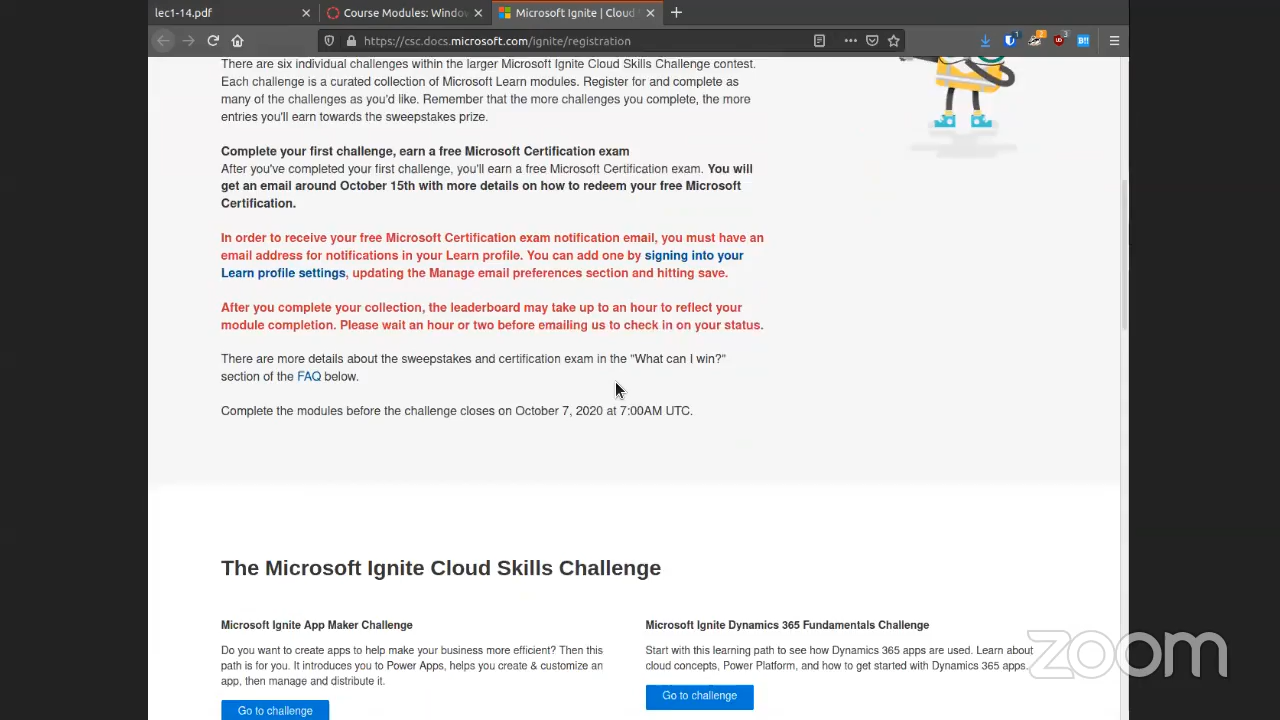 lec1-14.pdf
Course Modules: Windo
Microsoft Ignite | Cloud
https://csc.docs.microsoft.com/ignite/registration
There are six individual challenges within the larger Microsoft Ignite Cloud Skills Challenge contest.
Each challenge is a curated collection of Microsoft Learn modules. Register for and complete as
many of the challenges as you'd like. Remember that the more challenges you complete, the more
entries you'll earn towards the sweepstakes prize.
Complete your first challenge, earn a free Microsoft Certification exam
After you've completed your first challenge, you'll earn a free Microsoft Certification exam. You will
get an email around October 15th with more details on how to redeem your free Microsoft
Certification.
In order to receive your free Microsoft Certification exam notification email, you must have an
email address for notifications in your Learn profile. You can add one by signing into your
Learn profile settings, updating the Manage email preferences section and hitting save.
After you complete your collection, the leaderboard may take up to an hour to reflect your
module completion. Please wait an hour or two before emailing us to check in on your status.
There are more details about the sweepstakes and certification exam in the "What can I win?"
section of the FAQ below.
Complete the modules before the challenge closes on October 7, 2020 at 7:00AM UTC.
The Microsoft Ignite Cloud Skills Challenge
Microsoft Ignite App Maker Challenge
Do you want to create apps to help make your business more efficient? Then this
path is for you. It introduces you to Power Apps, helps you create & customize an
app, then manage and distribute it.
Go to challenge
Microsoft Ignite Dynamics 365 Fundamentals Challenge
Start with this learning path to see how Dynamics 365 apps are used. Learn about
cloud concepts, Power Platform, and how to get started with Dynamics 365 apps.
Go to challenge
zoom